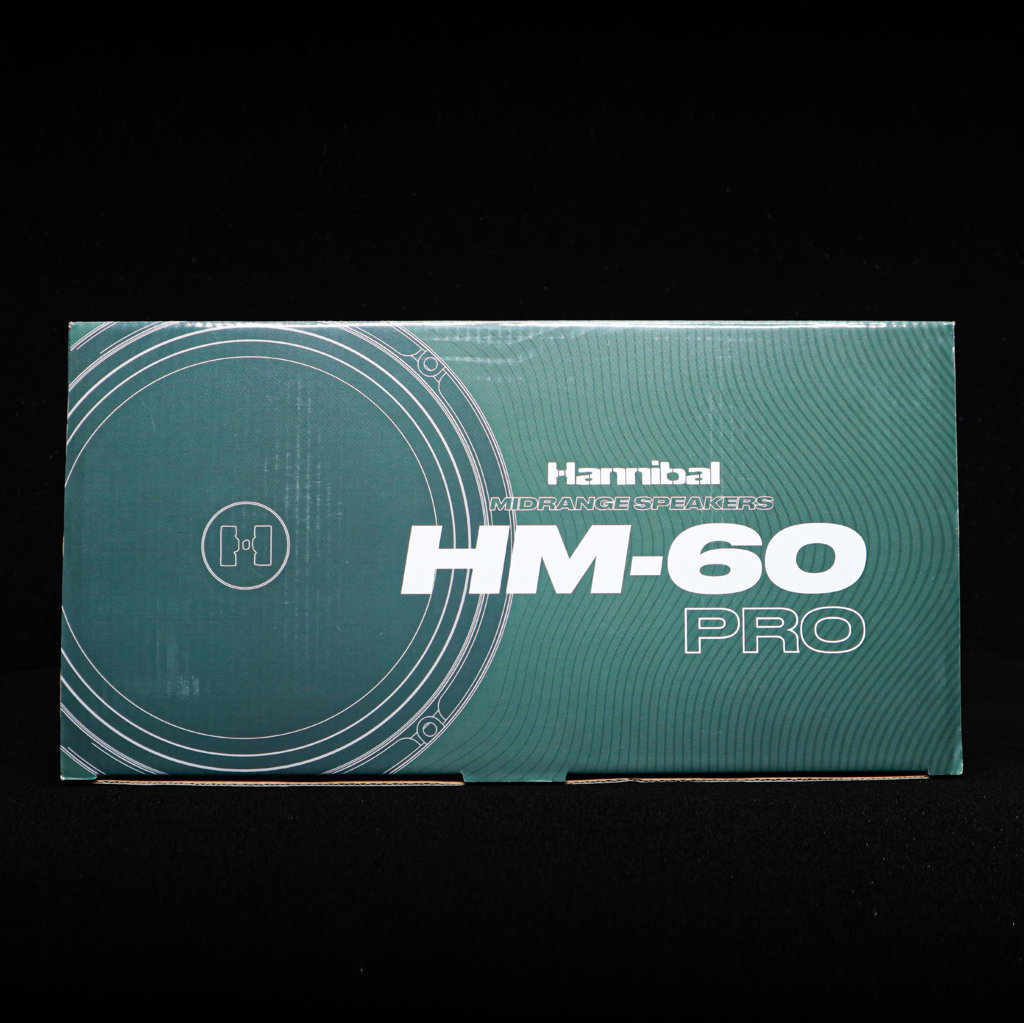 H
Hannibal
MIDRANGE SPEAKERS
HM-60
PRO